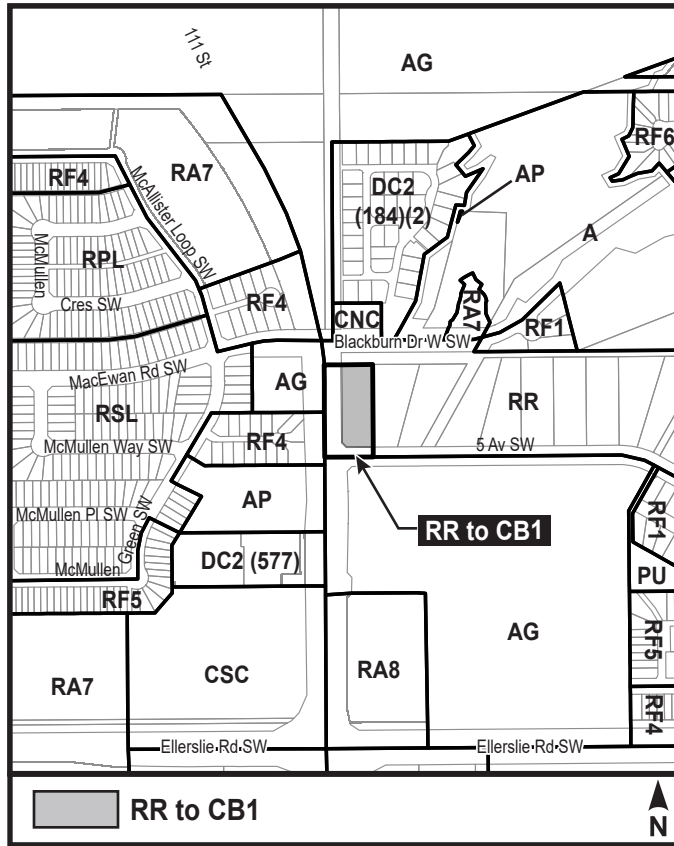 111 St
AG
RF6
RF4
RA7
McAllister Loop SW
DC2
(184)(2)
AP
A
McMullen
RPL
Cres SW
RF4
CNC
RA7
RF1
Blackburn Dr W SW
MacEwan Rd SW
AG
RR
RSL
RF4
McMullen Way SW
5 Av SW
AP
McMullen Pl SW
Green SW
RR to CB1
RF1
DC2 (577)
McMullen
PU
RF5
AG
RF5
CSC
RA8
RA7
RF4
Ellerslie Rd SW
Ellerslie Rd SW
RR to CB1
N